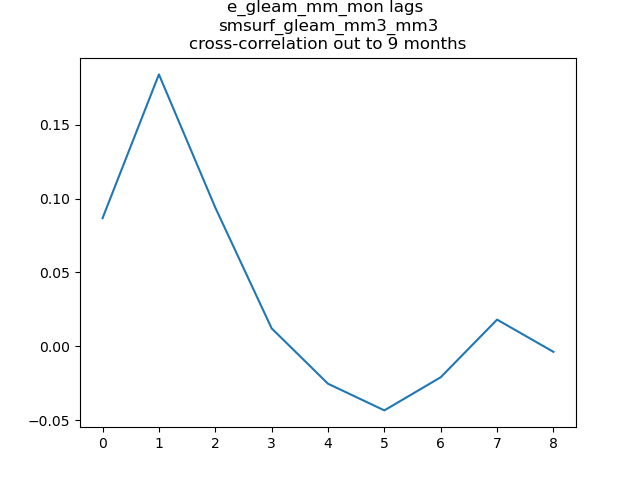 e_gleam_mm_mon lags
smsurf_gleam_mm3_mm3
cross-correlation out to 9 months
0.15
0.10
0.05
0.00
−0.05
0 1 2 3 4 5 6 7 8